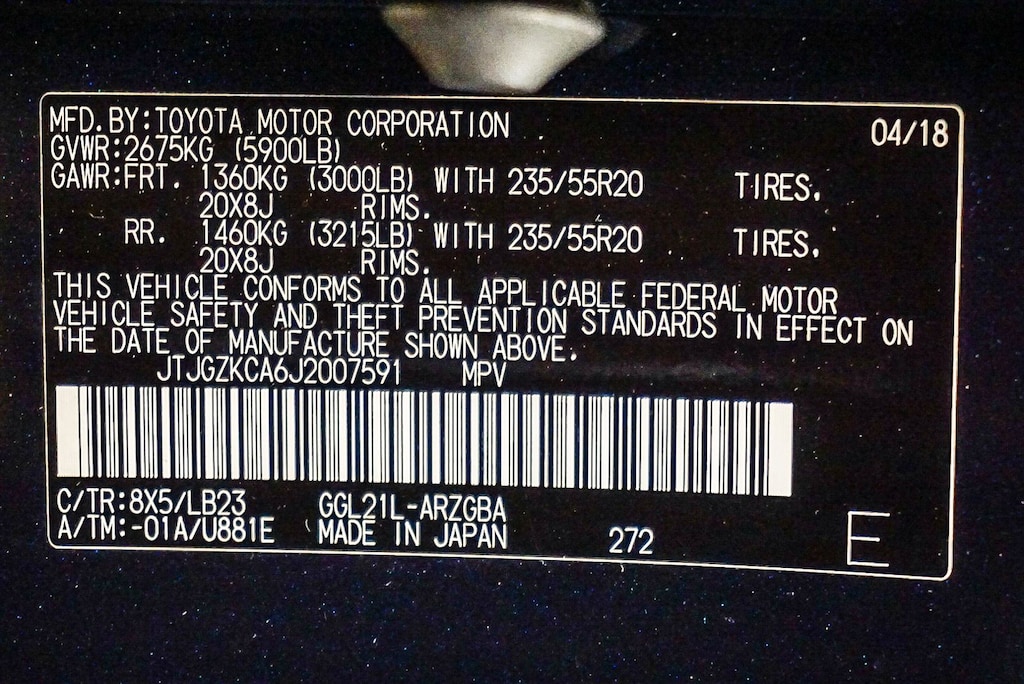 MFD.BY:TOYOTA MOTOR CORPORATION 04/18
GVWR:2675KG (5900LB)
GAWR:FRT. 1360KG (3000LB) WITH 235/55R20 TIRES.
20X8J RIMS.
RR. 1460KG (3215LB) WITH 235/55R20 TIRES.
20X8J RIMS.
THIS VEHICLE CONFORMS TO ALL APPLICABLE FEDERAL MOTOR
VEHICLE SAFETY AND THEFT PREVENTION STANDARDS IN EFFECT ON
THE DATE OF MANUFACTURE SHOWN ABOVE.
JTJGZKCA6J2007591 MPV
C/TR:8X5/LB23 GGL21L-ARZGBA
A/TM:-01A/U881E MADE IN JAPAN 272 E